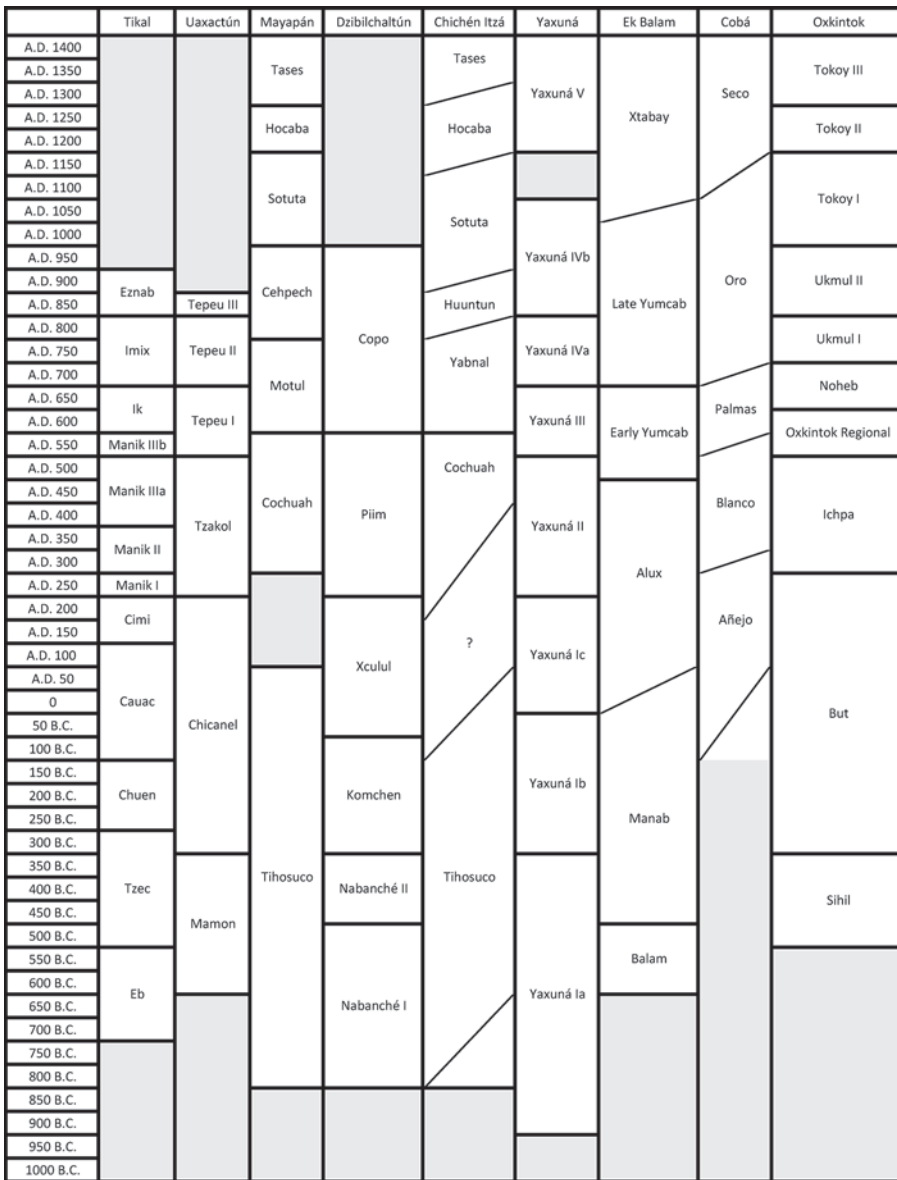 Tikal Uaxactún Mayapán Dzibilchaltún Chichén Itzá Yaxuná Ek Balam Cobá Oxkintok
A.D. 1400
A.D. 1350 Tases Tases Tokoy III
A.D. 1300 Yaxuná V Seco
A.D. 1250 Hocaba Hocaba Xtabay Tokoy II
A.D. 1200
A.D. 1150
A.D. 1100
A.D. 1050 Sotuta Sotuta Tokoy I
A.D. 1000
A.D. 950 Yaxuná IVb
A.D. 900 Eznab Cehpech Oro Ukmul II
A.D. 850 Tepeu III Huuntun Late Yumcab
A.D. 800 Copo
A.D. 750 Imix Tepeu II Yabnal Yaxuná IVa Ukmul I
A.D. 700
A.D. 650 Ik Motul Palmas Noheb
A.D. 600 Tepeu I Yaxuná III Early Yumcab
A.D. 550 Manik IIIb Oxkintok Regional
A.D. 500 Cochuah
A.D. 450 Manik IIIa Cochuah Blanco
A.D. 400 Tzakol Piim Yaxuná II Ichpa
A.D. 350 Manik II
A.D. 300 Alux
A.D. 250 Manik I
A.D. 200 Cimi
A.D. 150 ? Añejo
A.D. 100 Xculul Yaxuná Ic
A.D. 50
0 Cauac But
50 B.C. Chicanel
100 B.C.
150 B.C.
200 B.C. Chuen Komchen Yaxuná Ib
250 B.C. Manab
300 B.C.
350 B.C.
400 B.C. Tzec Tihosuco Nabanché II Tihosuco Sihil
450 B.C. Mamon
500 B.C.
550 B.C. Balam
600 B.C. Eb Yaxuná Ia
650 B.C. Nabanché I
700 B.C.
750 B.C.
800 B.C.
850 B.C.
900 B.C.
950 B.C.
1000 B.C.